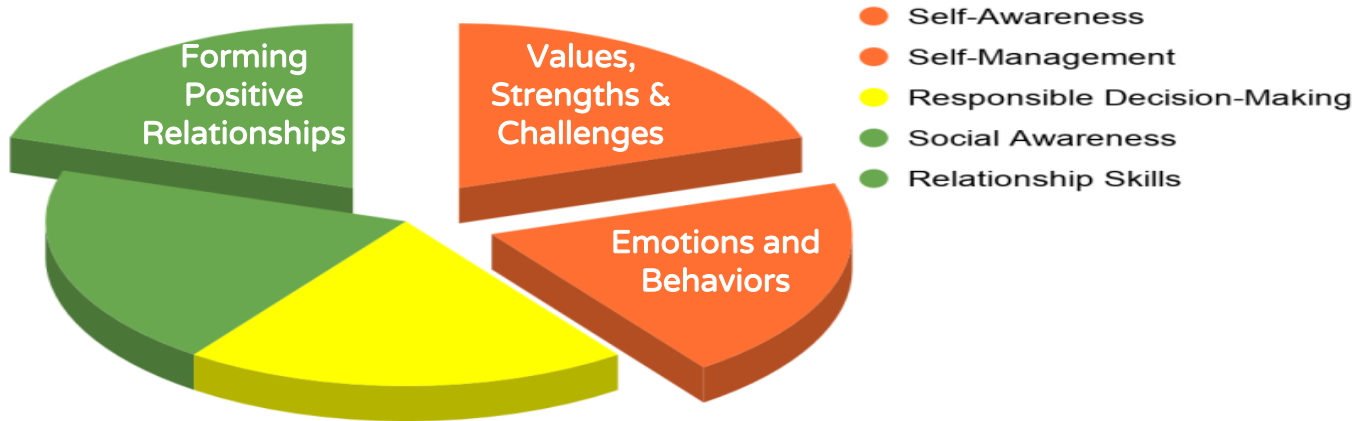 Forming
Positive
Relationships
Values,
Strengths &
Challenges
Emotions and
Behaviors
Self-Awareness
Self-Management
Responsible Decision-Making
Social Awareness
Relationship Skills